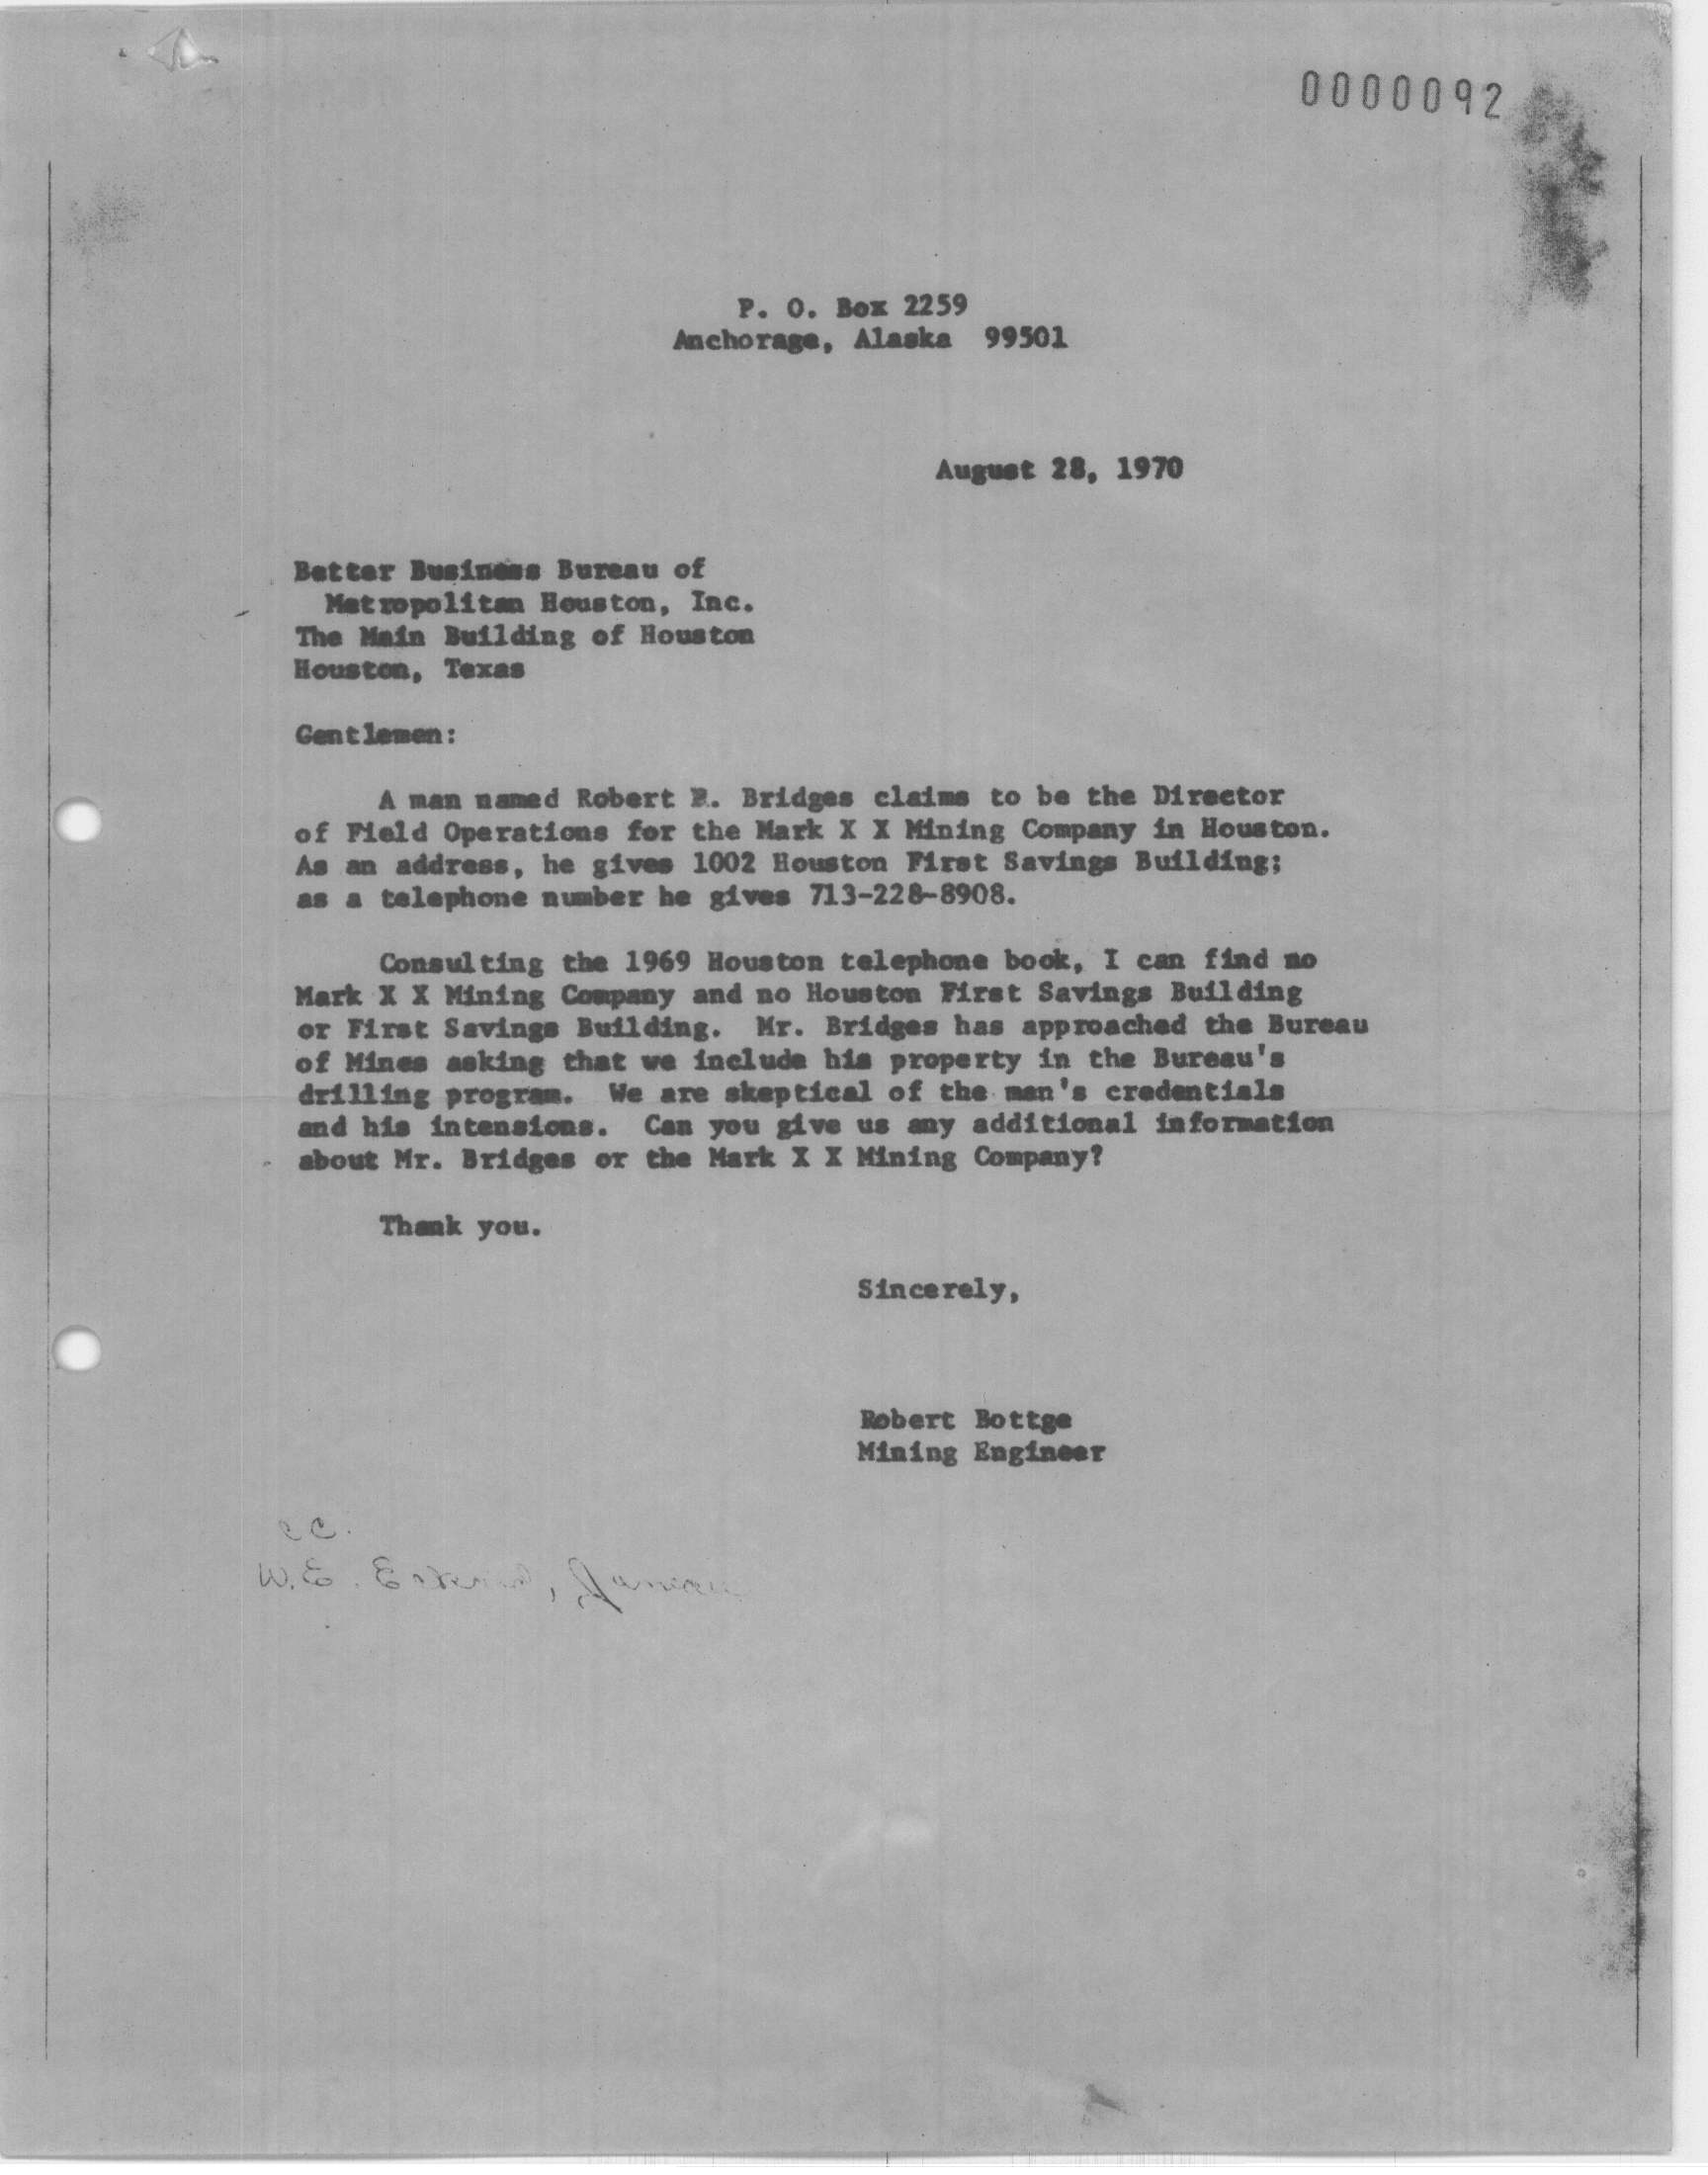 0000092
P. O. Box 2259
Anchorage, Alaska 99501
August 28, 1970
Better Business Bureau of
Metropolitan Houston, Inc.
The Main Building of Houston
Houston, Texas
Gentlemen:
A man named Robert Bridges claims to be the Director
of Field Operations for the Mark X X Mining Company in Houston.
As an address, he gives 1002 Houston First Savings Building;
as a telephone number he gives 713-228-8908.
Consulting the 1969 Houston telephone book, I can find no
Mark X X Mining Company and no Houston First Savings Building
or First Savings Building. Mr. Bridges has approached the Bureau
of Mines asking that we include his property in the Bureau's
drilling program. We are skeptical of the man's credentials
and his intensions. Can you give us any additional information
about Mr. Bridges or the Mark X X Mining Company?
Thank you.
Sincerely,
Robert Bottge
Mining Engineer
cc.
W.E. Juneau